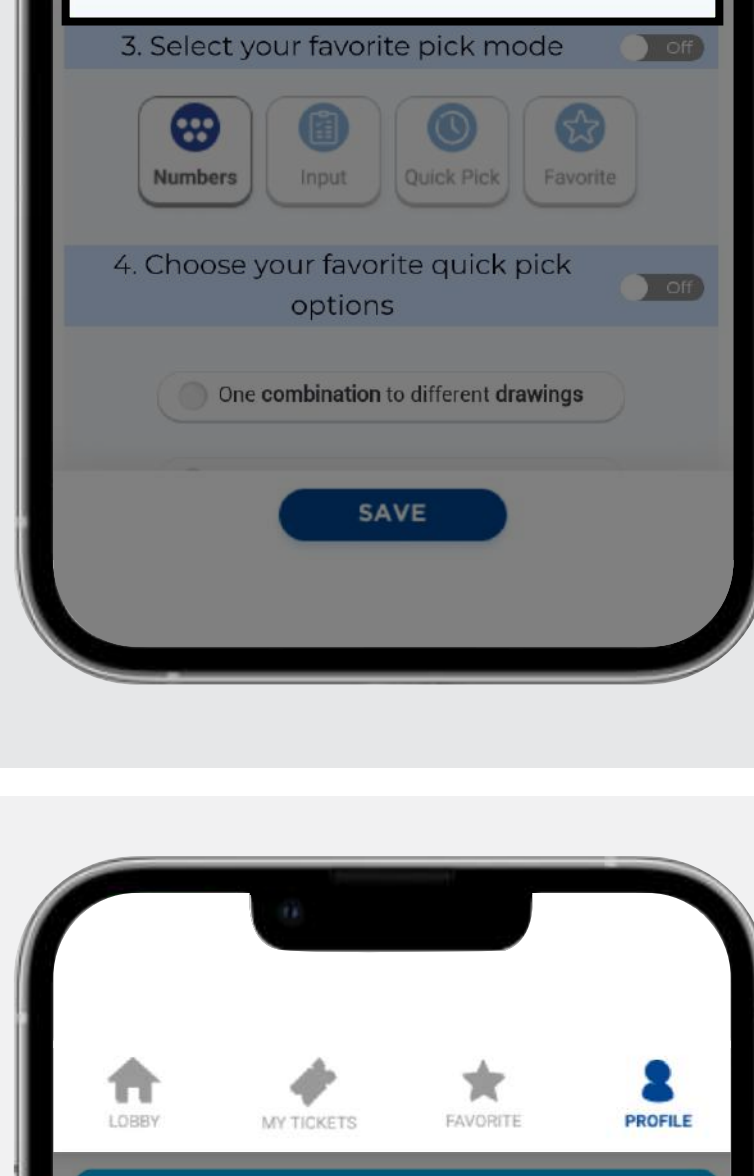 3. Select your favorite pick mode
Off
Numbers
Input
Quick Pick
Favorite
4. Choose your favorite quick pick
options
Off
One combination to different drawings
SAVE
LOBBY
MY TICKETS
FAVORITE
PROFILE